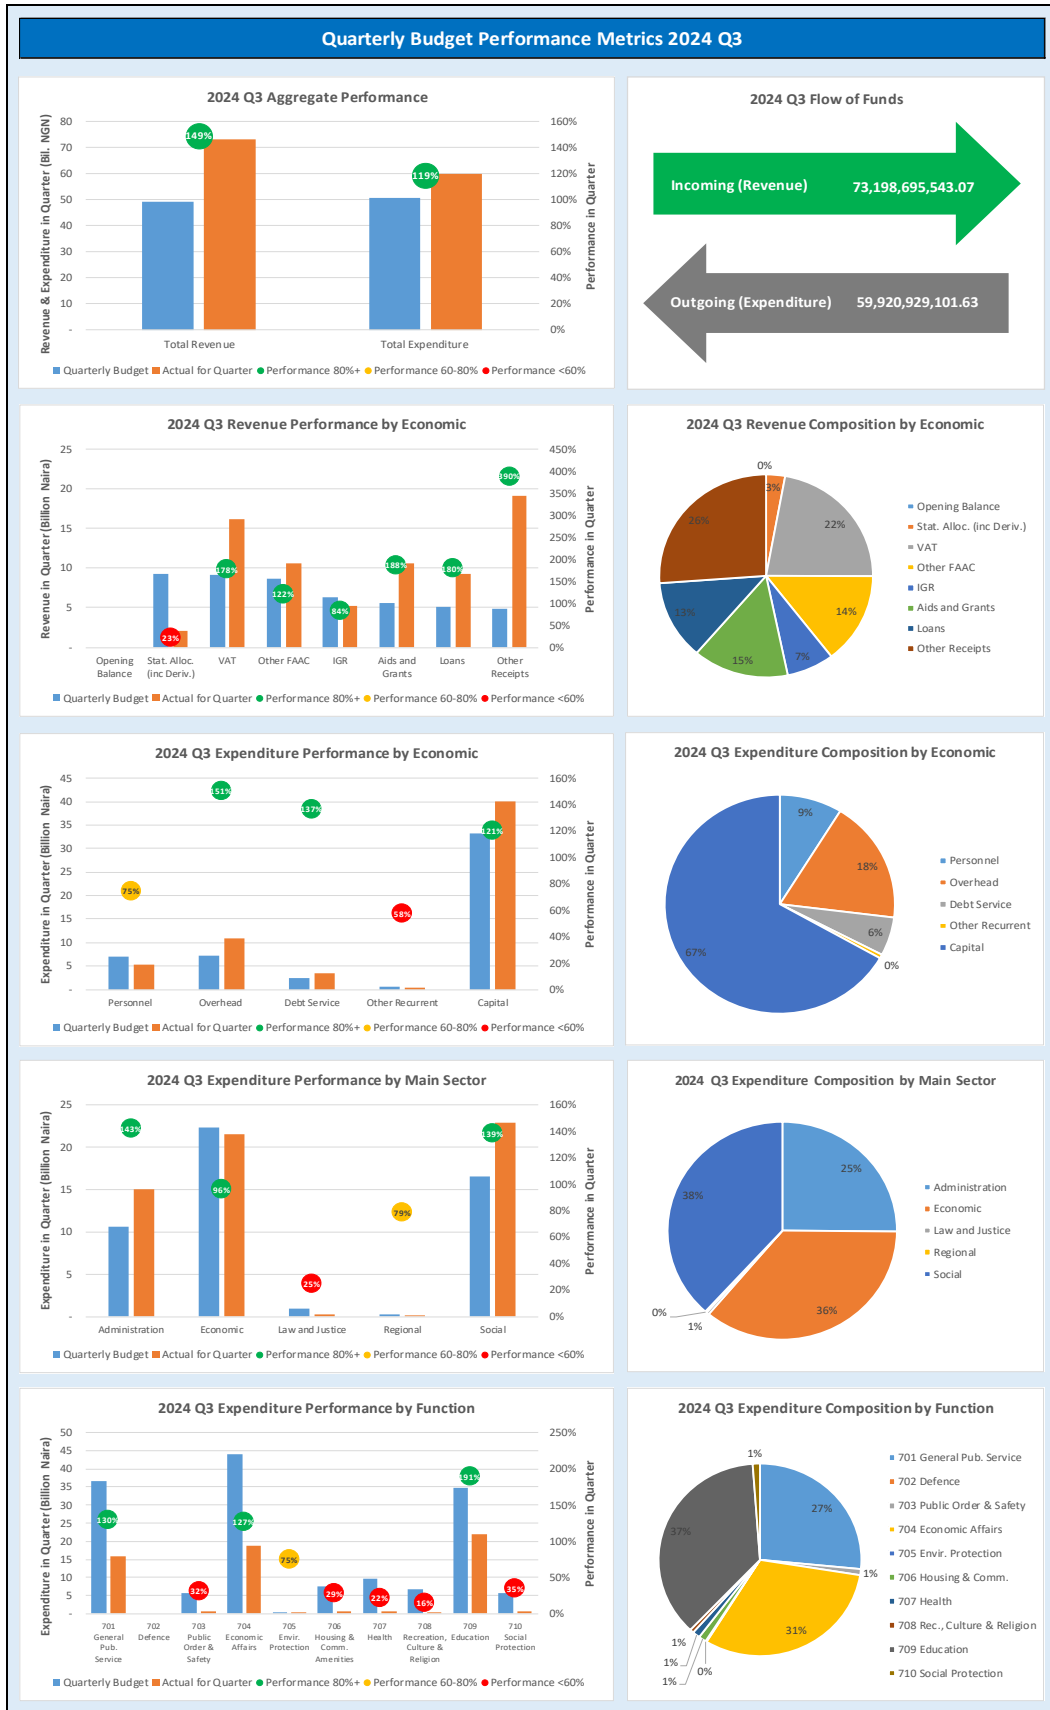 Quarterly Budget Performance Metrics 2024 Q3
2024 Q3 Aggregate Performance
Revenue & Expenditure in Quarter (Bil. NGN)
80
70
60
50
40
30
20
10
-
149%
119%
160%
140%
120%
100%
80%
60%
40%
20%
0%
Performance in Quarter
Total Revenue
Total Expenditure
Quarterly Budget
Actual for Quarter
Performance 80%+
Performance 60-80%
Performance <60%
2024 Q3 Flow of Funds
Incoming (Revenue) 73,198,695,543.07
Outgoing (Expenditure) 59,920,929,101.63
2024 Q3 Revenue Performance by Economic
Revenue in Quarter (Billion Naira)
25
20
15
10
5
-
23%
178%
122%
84%
188%
180%
390%
450%
400%
350%
300%
250%
200%
150%
100%
50%
0%
Performance in Quarter
Opening
Balance
Stat. Alloc.
(inc Deriv.)
VAT
Other FAAC
IGR
Aids and
Grants
Loans
Other
Receipts
Quarterly Budget
Actual for Quarter
Performance 80%+
Performance 60-80%
Performance <60%
2024 Q3 Revenue Composition by Economic
0%
3%
22%
14%
7%
15%
13%
26%
Opening Balance
Stat. Alloc. (inc Deriv.)
VAT
Other FAAC
IGR
Aids and Grants
Loans
Other Receipts
2024 Q3 Expenditure Performance by Economic
Expenditure in Quarter (Billion Naira)
45
40
35
30
25
20
15
10
5
-
75%
151%
137%
58%
121%
160%
140%
120%
100%
80%
60%
40%
20%
0%
Performance in Quarter
Personnel
Overhead
Debt Service
Other Recurrent
Capital
Quarterly Budget
Actual for Quarter
Performance 80%+
Performance 60-80%
Performance <60%
2024 Q3 Expenditure Composition by Economic
9%
18%
6%
0%
67%
Personnel
Overhead
Debt Service
Other Recurrent
Capital
2024 Q3 Expenditure Performance by Main Sector
Expenditure in Quarter (Billion Naira)
25
20
15
10
5
-
143%
96%
25%
79%
139%
160%
140%
120%
100%
80%
60%
40%
20%
0%
Performance in Quarter
Administration
Economic
Law and Justice
Regional
Social
Quarterly Budget
Actual for Quarter
Performance 80%+
Performance 60-80%
Performance <60%
2024 Q3 Expenditure Composition by Main Sector
25%
36%
1%
0%
38%
Administration
Economic
Law and Justice
Regional
Social
2024 Q3 Expenditure Performance by Function
Expenditure in Quarter (Billion Naira)
50
45
40
35
30
25
20
15
10
5
-
130%
32%
127%
75%
29%
22%
16%
191%
35%
250%
200%
150%
100%
50%
0%
Performance in Quarter
701
General
Pub.
Service
702
Defence
703
Public
Order &
Safety
704
Economic
Affairs
705
Envir.
Protection
706
Housing &
Comm.
Amenities
707
Health
708
Recreation,
Culture &
Religion
709
Education
710
Social
Protection
Quarterly Budget
Actual for Quarter
Performance 80%+
Performance 60-80%
Performance <60%
2024 Q3 Expenditure Composition by Function
1%
27%
1%
31%
0%
1%
1%
1%
37%
701 General Pub. Service
702 Defence
703 Public Order & Safety
704 Economic Affairs
705 Envir. Protection
706 Housing & Comm.
707 Health
708 Rec., Culture & Religion
709 Education
710 Social Protection